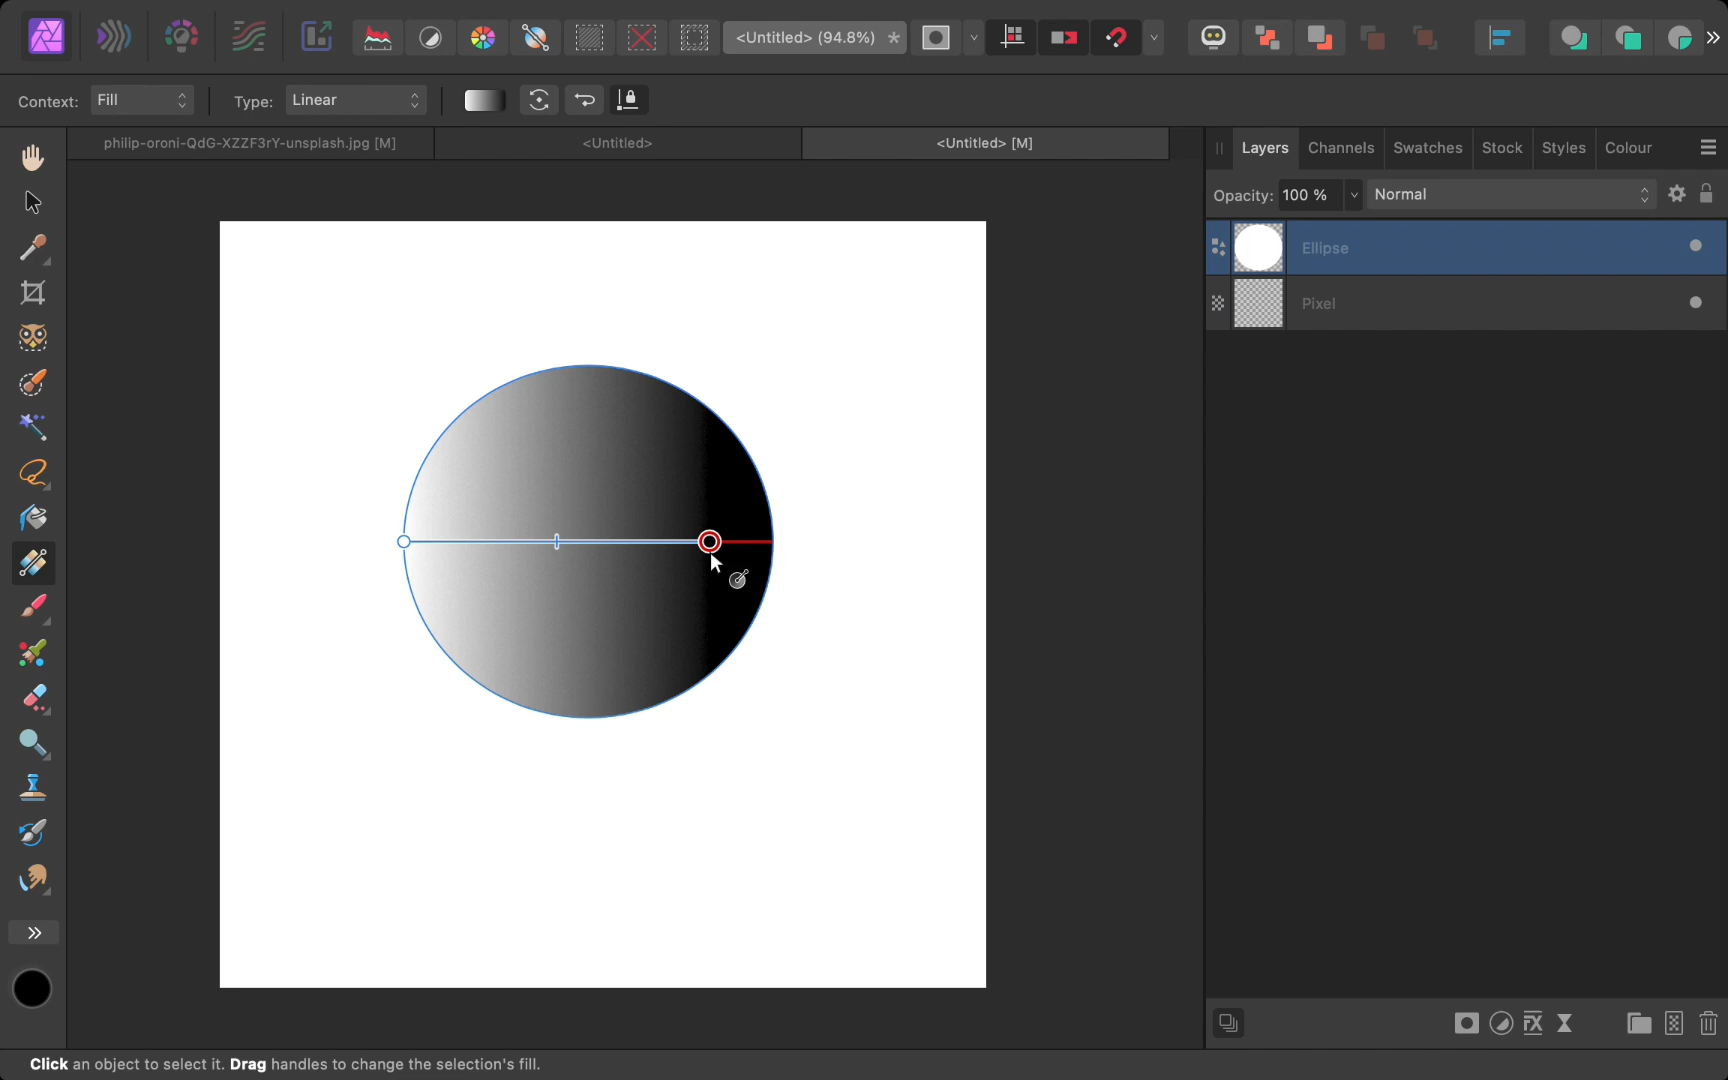 <Untitled> (94.8%) *
Context: Fill Type: Linear
philip-oroni-QdG-XZZF3rY-unsplash.jpg [M] <Untitled> <Untitled> [M]
Layers Channels Swatches Stock Styles Colour
Opacity: 100 % Normal
Ellipse
Pixel
Click an object to select it. Drag handles to change the selection's fill.